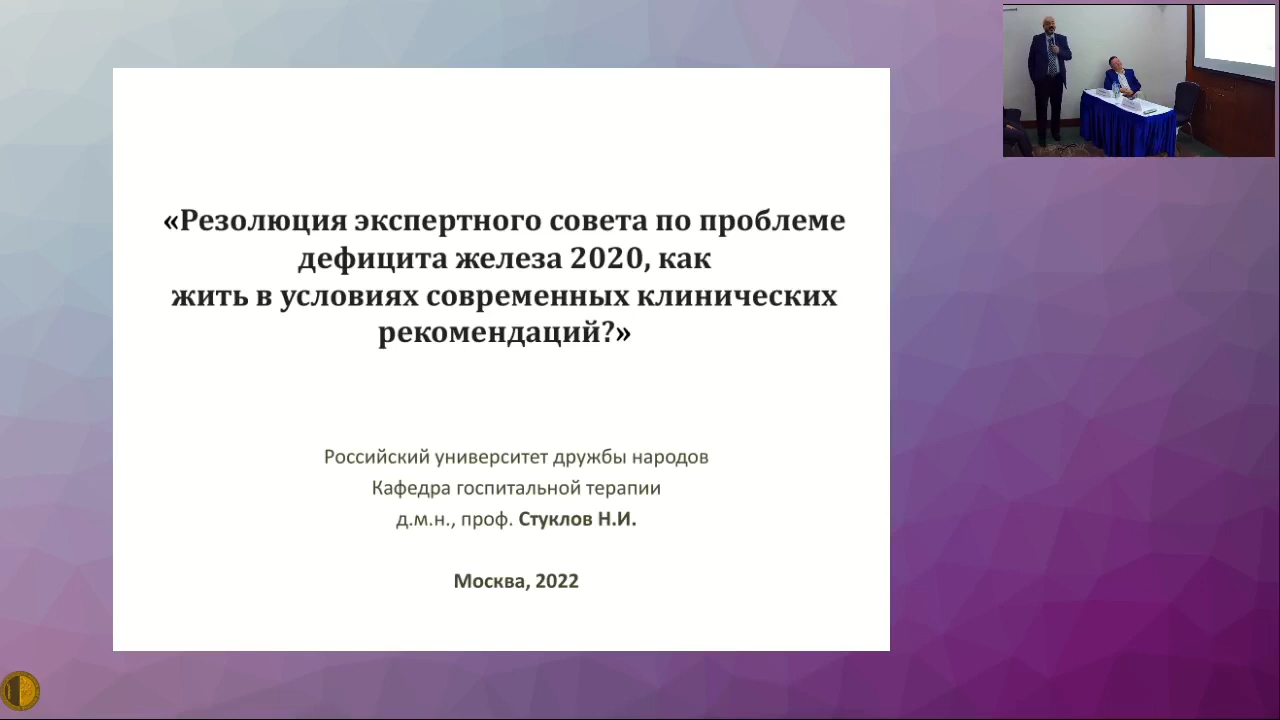 «Резолюция экспертного совета по проблеме
дефицита железа 2020, как
жить в условиях современных клинических
рекомендаций?»
Российский университет дружбы народов
Кафедра госпитальной терапии
д.м.н., проф. Стуклов Н.И.
Москва, 2022